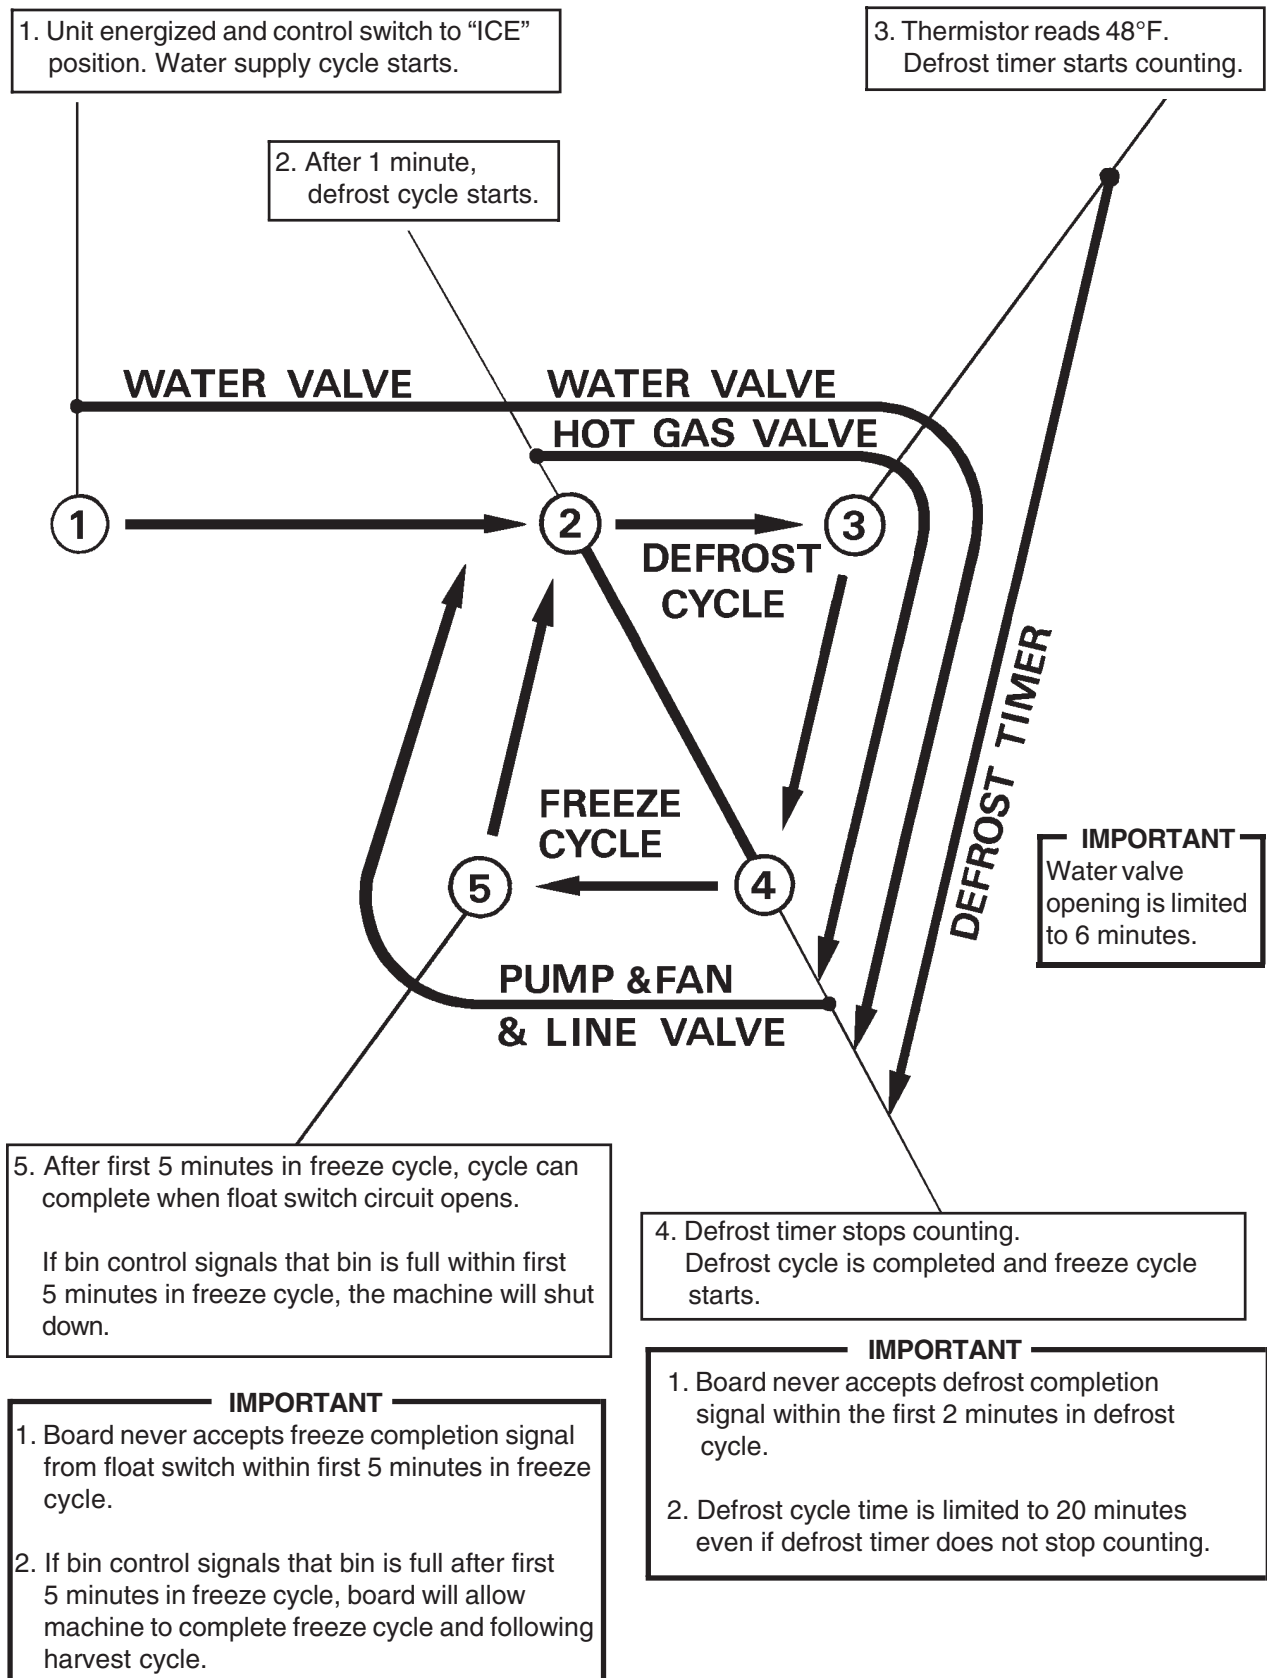 1. Unit energized and control switch to “ICE”
position. Water supply cycle starts.
3. Thermistor reads 48°F.
Defrost timer starts counting.
2. After 1 minute,
defrost cycle starts.
WATER VALVE
WATER VALVE
HOT GAS VALVE
1
2
3
DEFROST
CYCLE
DEFROST TIMER
FREEZE
CYCLE
5
4
IMPORTANT
Water valve
opening is limited
to 6 minutes.
PUMP & FAN
& LINE VALVE
5. After first 5 minutes in freeze cycle, cycle can
complete when float switch circuit opens.
If bin control signals that bin is full within first
5 minutes in freeze cycle, the machine will shut
down.
4. Defrost timer stops counting.
Defrost cycle is completed and freeze cycle
starts.
IMPORTANT
1. Board never accepts freeze completion signal
from float switch within first 5 minutes in freeze
cycle.
2. If bin control signals that bin is full after first
5 minutes in freeze cycle, board will allow
machine to complete freeze cycle and following
harvest cycle.
IMPORTANT
1. Board never accepts defrost completion
signal within the first 2 minutes in defrost
cycle.
2. Defrost cycle time is limited to 20 minutes
even if defrost timer does not stop counting.